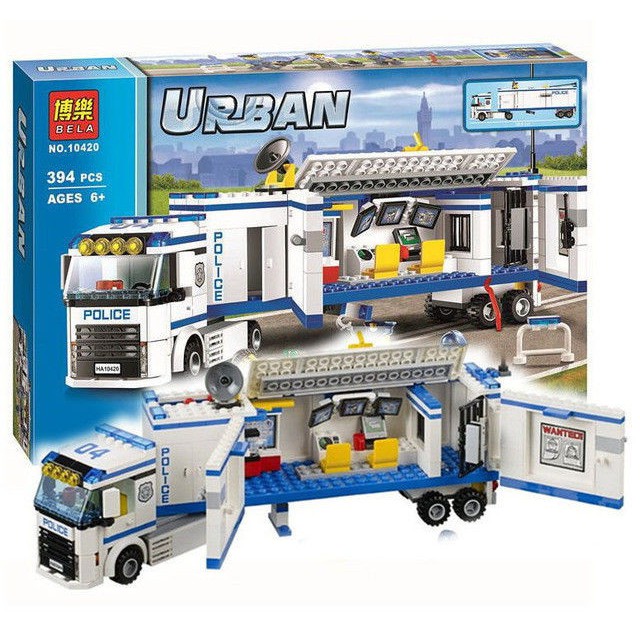 URBAN
URBAN
博樂
BELA
NO.10420
394 PCS
AGES 6+
POLICE
POLICE
POLICE
HA10420
04
POLICE
POLICE
WANTED!